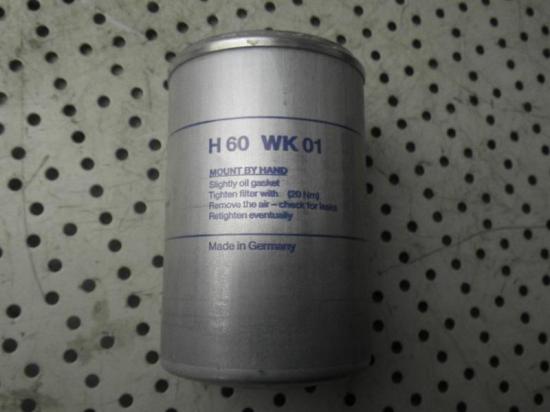 H 60 WK 01
MOUNT BY HAND
Slightly oil gasket
Tighten filter with (20 Nm)
Remove the air – check for leaks
Retighten eventually
Made in Germany